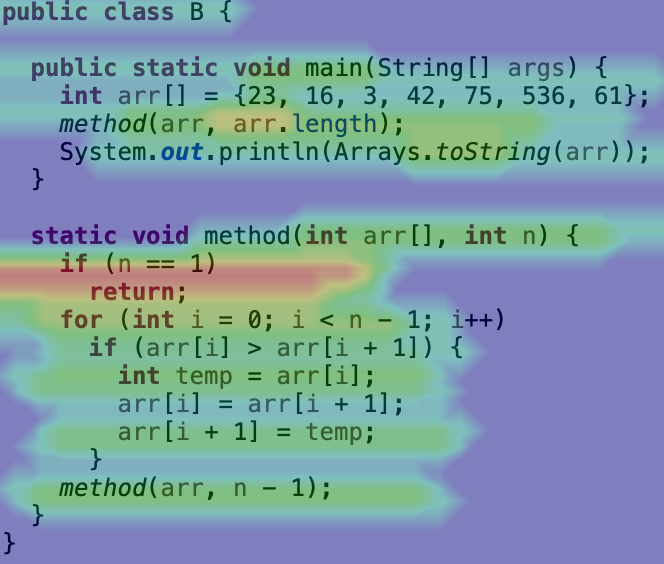 public class B {
public static void main(String[] args) {
int arr[] = {23, 16, 3, 42, 75, 536, 61};
method(arr, arr.length);
System.out.println(Arrays.toString(arr));
}
static void method(int arr[], int n) {
if (n == 1)
return;
for (int i = 0; i < n - 1; i++)
if (arr[i] > arr[i + 1]) {
int temp = arr[i];
arr[i] = arr[i + 1];
arr[i + 1] = temp;
}
method(arr, n - 1);
}
}